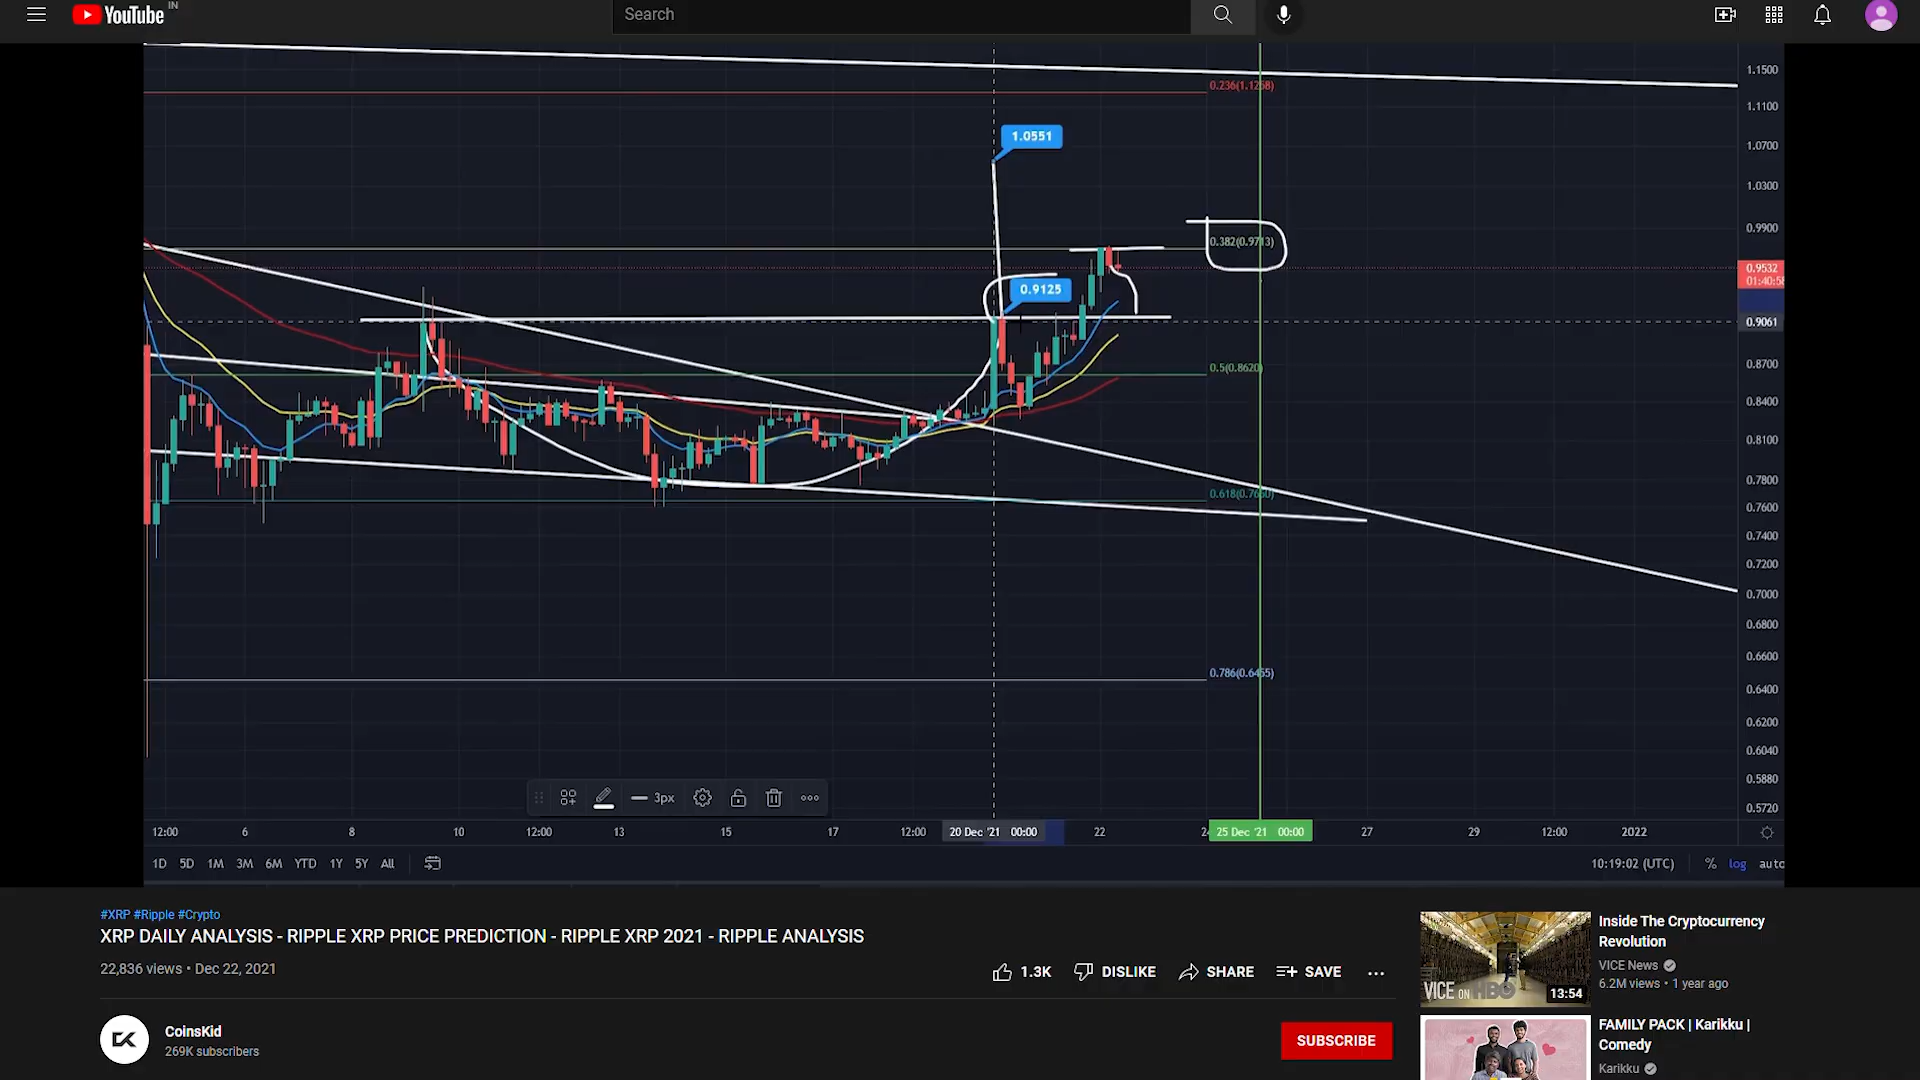 YouTube IN
Search
1.1500
0.236(1.1258)
1.1100
1.0551
1.0700
1.0300
0.9900
0.382(0.9713)
0.9532
01:40:58
0.9125
0.9061
0.5(0.8620)
0.8700
0.8400
0.8100
0.7800
0.618(0.7660)
0.7600
0.7400
0.7200
0.7000
0.6800
0.6600
0.786(0.6455)
0.6400
0.6200
0.6040
0.5880
3px
0.5720
12:00 6 8 10 12:00 13 15 17 12:00 20 Dec '21 00:00 22 24 25 Dec '21 00:00 27 29 12:00 2022
1D 5D 1M 3M 6M YTD 1Y 5Y All 10:19:02 (UTC) % log auto
#XRP #Ripple #Crypto
XRP DAILY ANALYSIS - RIPPLE XRP PRICE PREDICTION - RIPPLE XRP 2021 - RIPPLE ANALYSIS
22,836 views • Dec 22, 2021
1.3K DISLIKE SHARE SAVE
CoinsKid
269K subscribers
SUBSCRIBE
VICE ON HBO
13:54
Inside The Cryptocurrency
Revolution
VICE News
6.2M views • 1 year ago
FAMILY PACK | Karikku |
Comedy
Karikku